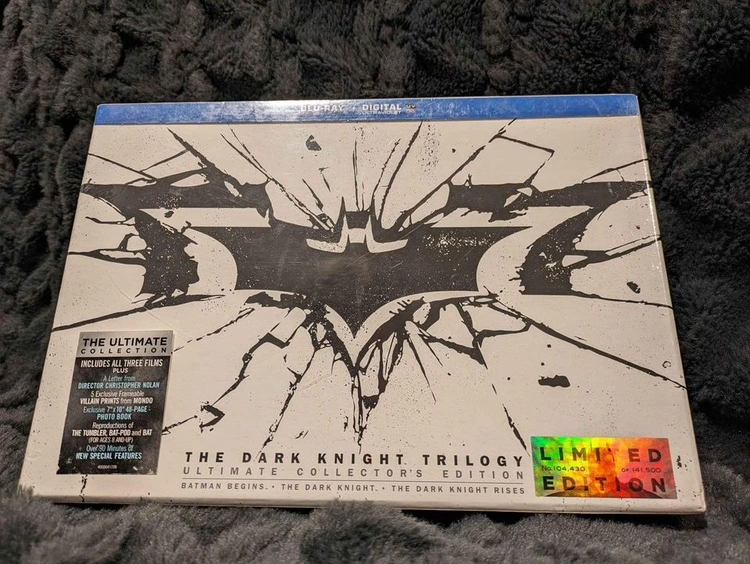 BLU-RAY + DIGITAL
ULTRAVIOLET
THE ULTIMATE
COLLECTION
INCLUDES ALL THREE FILMS
PLUS
A Letter from
DIRECTOR CHRISTOPHER NOLAN
5 Exclusive Frameable
VILLAIN PRINTS from MONDO
Exclusive 7"x10" 48-PAGE
PHOTO BOOK
Reproductions of
THE TUMBLER, BAT-POD and BAT
(FOR AGES 8 AND UP)
Over 90 Minutes of
NEW SPECIAL FEATURES
THE DARK KNIGHT TRILOGY
ULTIMATE COLLECTOR'S EDITION
BATMAN BEGINS. • THE DARK KNIGHT. • THE DARK KNIGHT RISES
LIMITED
No.104,430 OF 141,500
EDITION